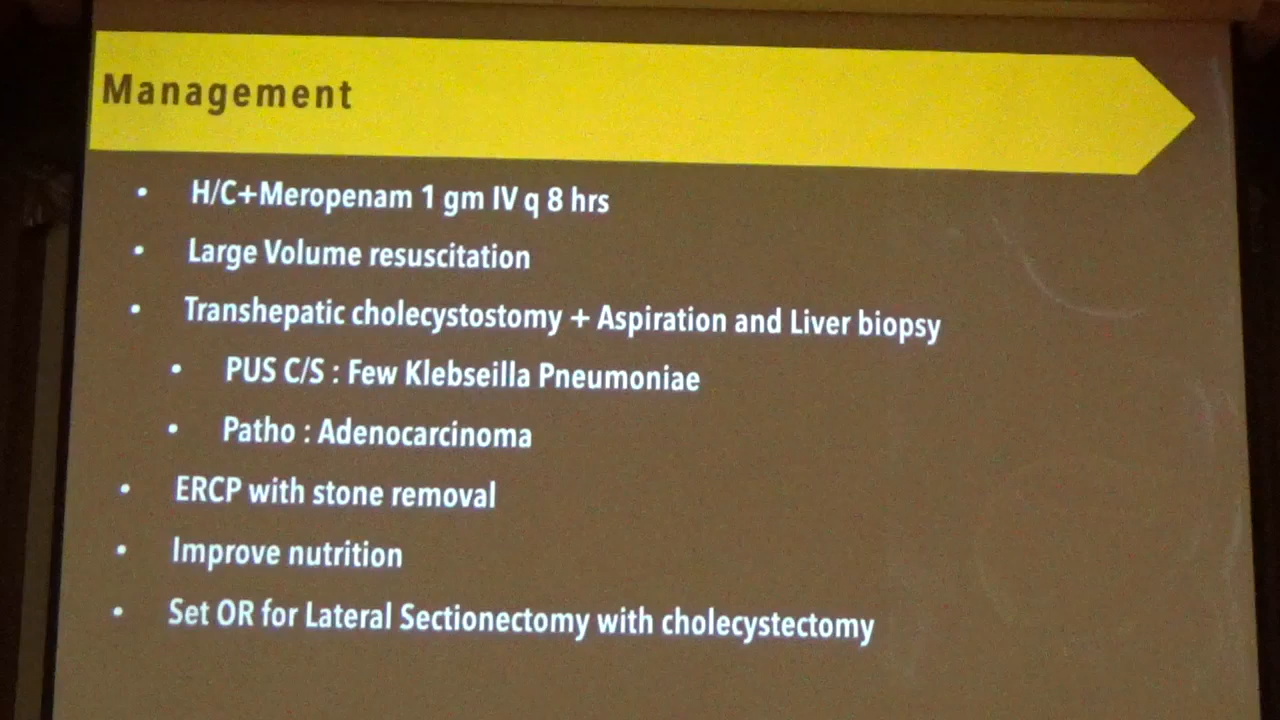 Management
• H/C+Meropenam 1 gm IV q 8 hrs
• Large Volume resuscitation
• Transhepatic cholecystostomy + Aspiration and Liver biopsy
• PUS C/S : Few Klebseilla Pneumoniae
• Patho : Adenocarcinoma
• ERCP with stone removal
• Improve nutrition
• Set OR for Lateral Sectionectomy with cholecystectomy